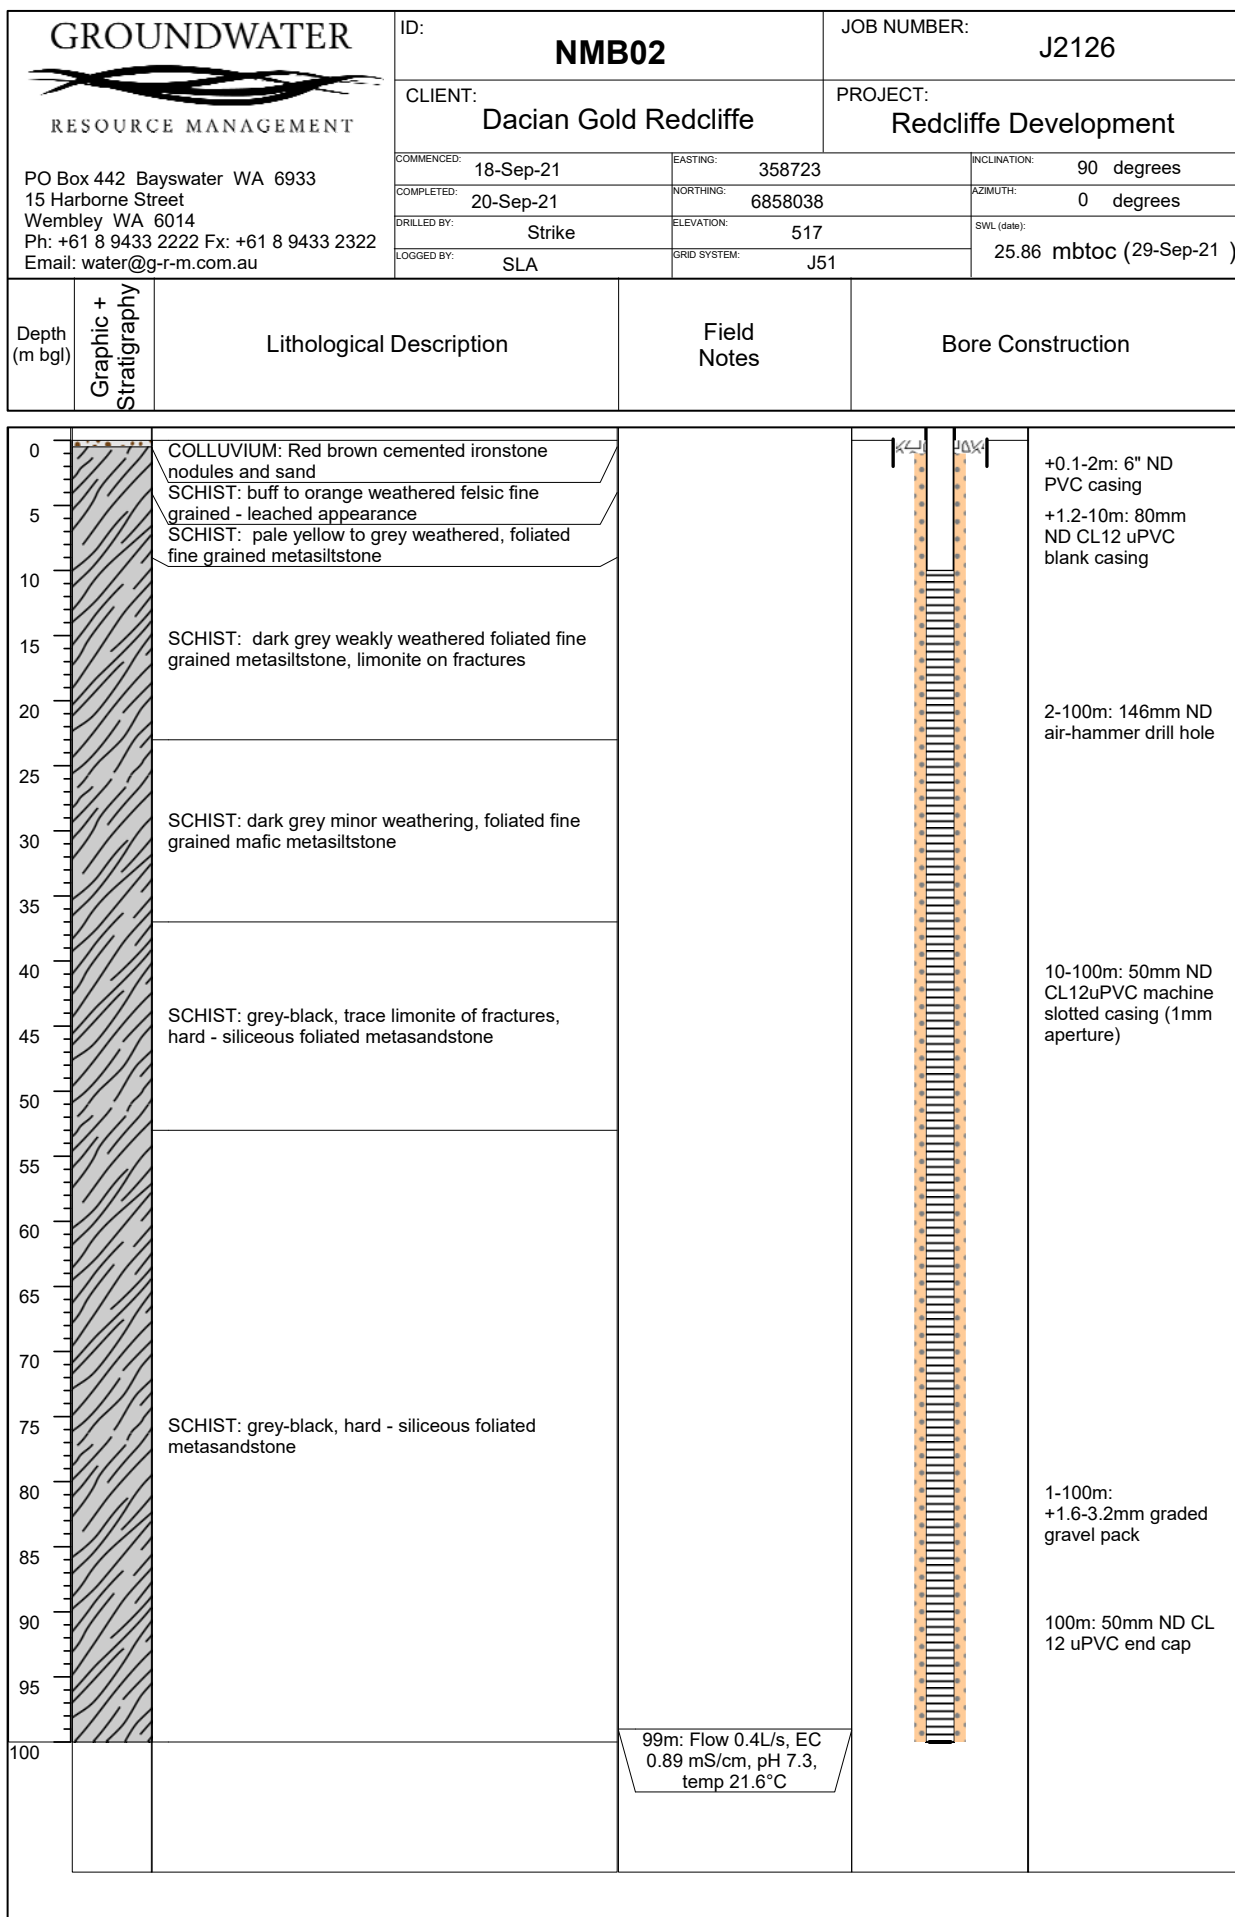 GROUNDWATER
RESOURCE MANAGEMENT
PO Box 442 Bayswater WA 6933
15 Harborne Street
Wembley WA 6014
Ph: +61 8 9433 2222 Fx: +61 8 9433 2322
Email: water@g-r-m.com.au
ID:
NMB02
JOB NUMBER:
J2126
CLIENT:
Dacian Gold Redcliffe
PROJECT:
Redcliffe Development
COMMENCED:
18-Sep-21
EASTING:
358723
INCLINATION:
90 degrees
COMPLETED:
20-Sep-21
NORTHING:
6858038
AZIMUTH:
0 degrees
DRILLED BY:
Strike
ELEVATION:
517
SWL (date):
25.86 mbtoc (29-Sep-21 )
LOGGED BY:
SLA
GRID SYSTEM:
J51
Depth
(m bgl)
Graphic +
Stratigraphy
Lithological Description
Field
Notes
Bore Construction
0
5
10
15
20
25
30
35
40
45
50
55
60
65
70
75
80
85
90
95
100
COLLUVIUM: Red brown cemented ironstone
nodules and sand
SCHIST: buff to orange weathered felsic fine
grained - leached appearance
SCHIST: pale yellow to grey weathered, foliated
fine grained metasiltstone
SCHIST: dark grey weakly weathered foliated fine
grained metasiltstone, limonite on fractures
SCHIST: dark grey minor weathering, foliated fine
grained mafic metasiltstone
SCHIST: grey-black, trace limonite of fractures,
hard - siliceous foliated metasandstone
SCHIST: grey-black, hard - siliceous foliated
metasandstone
99m: Flow 0.4L/s, EC
0.89 mS/cm, pH 7.3,
temp 21.6°C
+0.1-2m: 6" ND
PVC casing
+1.2-10m: 80mm
ND CL12 uPVC
blank casing
2-100m: 146mm ND
air-hammer drill hole
10-100m: 50mm ND
CL12uPVC machine
slotted casing (1mm
aperture)
1-100m:
+1.6-3.2mm graded
gravel pack
100m: 50mm ND CL
12 uPVC end cap